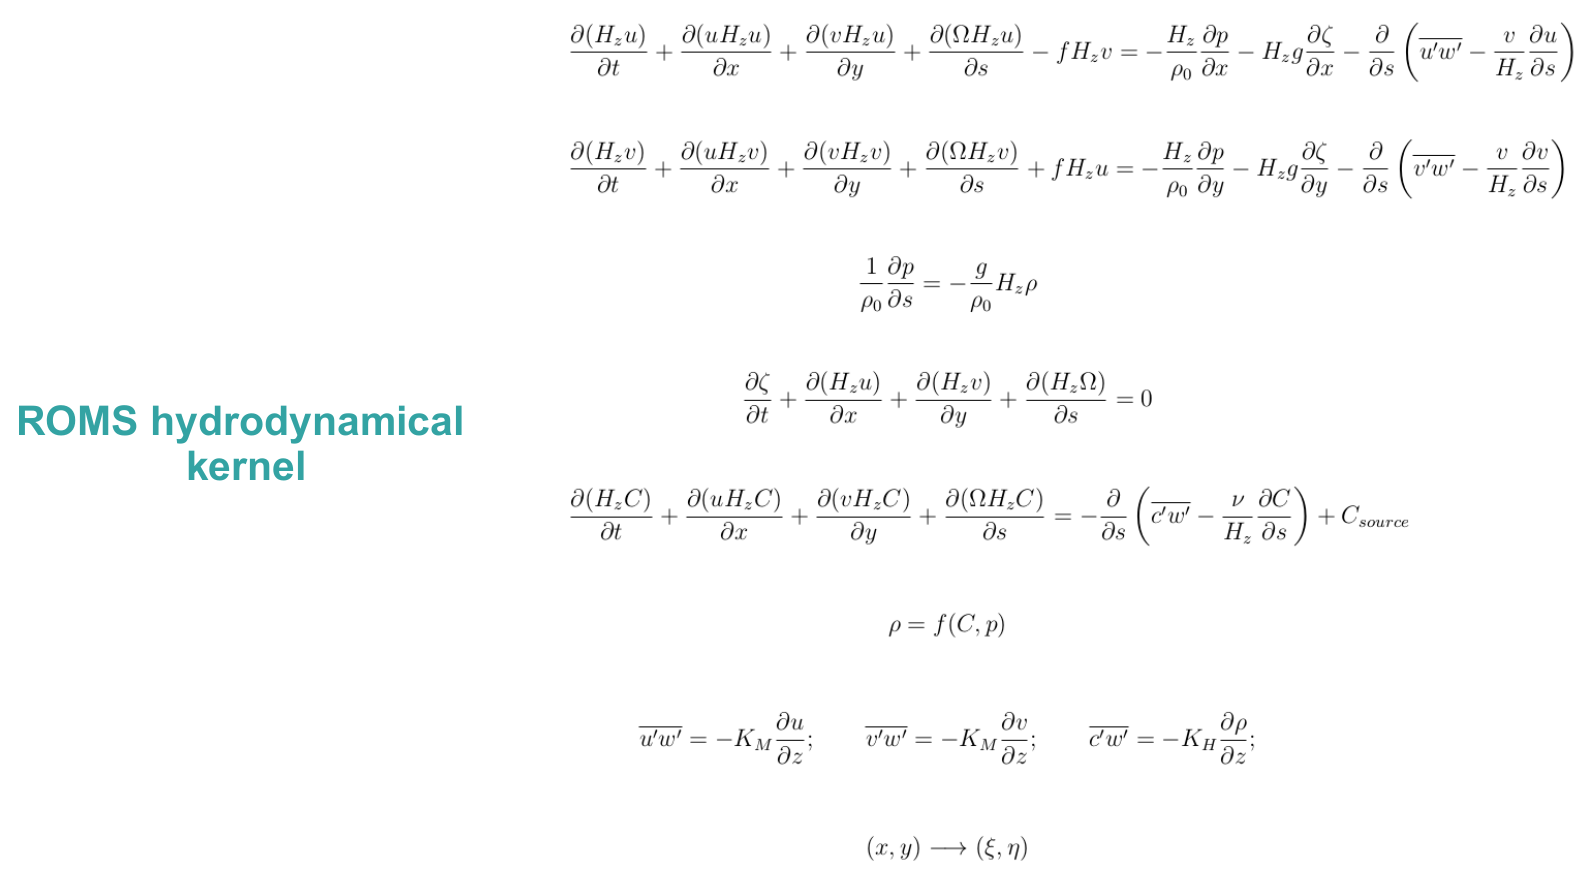 ROMS hydrodynamical
kernel
∂(H_z u)/∂t + ∂(uH_z u)/∂x + ∂(vH_z u)/∂y + ∂(ΩH_z u)/∂s − fH_z v = −(H_z/ρ_0) ∂p/∂x − H_z g ∂ζ/∂x − ∂/∂s ( \overline{u′w′} − (v/H_z) ∂u/∂s )
∂(H_z v)/∂t + ∂(uH_z v)/∂x + ∂(vH_z v)/∂y + ∂(ΩH_z v)/∂s + fH_z u = −(H_z/ρ_0) ∂p/∂y − H_z g ∂ζ/∂y − ∂/∂s ( \overline{v′w′} − (v/H_z) ∂v/∂s )
(1/ρ_0) ∂p/∂s = −(g/ρ_0) H_z ρ
∂ζ/∂t + ∂(H_z u)/∂x + ∂(H_z v)/∂y + ∂(H_z Ω)/∂s = 0
∂(H_z C)/∂t + ∂(uH_z C)/∂x + ∂(vH_z C)/∂y + ∂(ΩH_z C)/∂s = −∂/∂s ( \overline{c′w′} − (ν/H_z) ∂C/∂s ) + C_source
ρ = f(C, p)
\overline{u′w′} = −K_M ∂u/∂z; \overline{v′w′} = −K_M ∂v/∂z; \overline{c′w′} = −K_H ∂ρ/∂z;
(x, y) ⟶ (ξ, η)